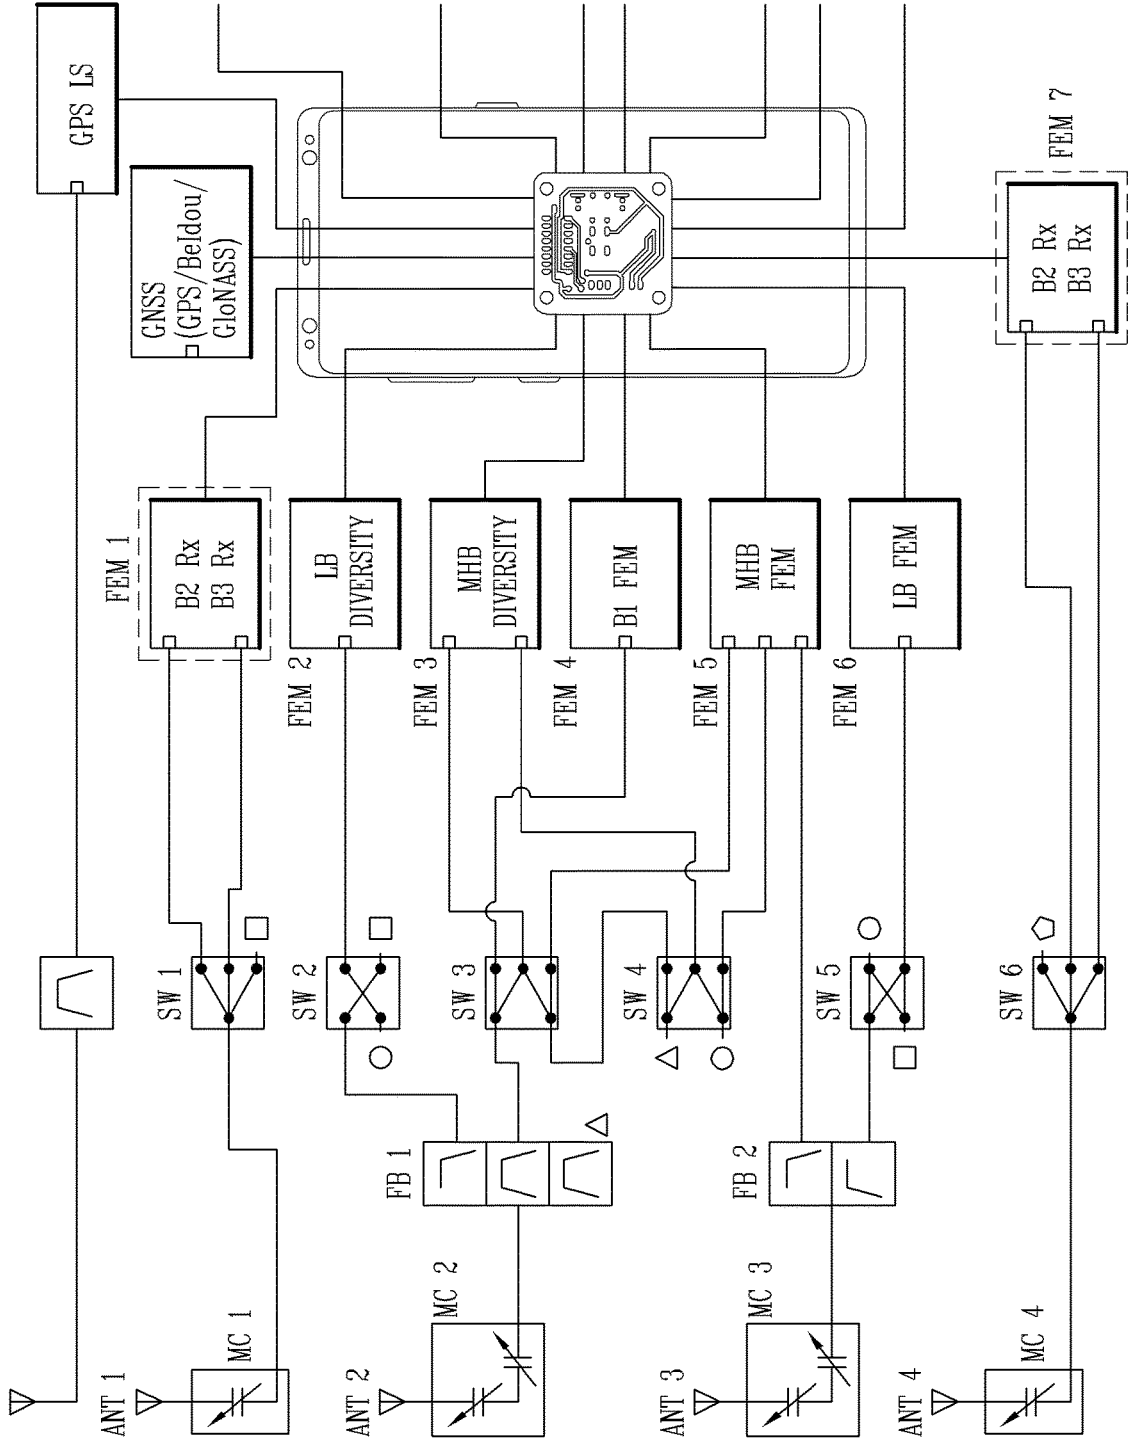 GPS LS
GNSS
(GPS/BeIdou/
GloNASS)
FEM 7
B2 Rx
B3 Rx
FEM 1
B2 Rx
B3 Rx
LB
DIVERSITY
FEM 2
MHB
DIVERSITY
FEM 3
B1 FEM
FEM 4
MHB
FEM
FEM 5
LB FEM
FEM 6
SW 1
SW 2
SW 3
SW 4
SW 5
SW 6
FB 1
FB 2
MC 1
MC 2
MC 3
MC 4
ANT 1
ANT 2
ANT 3
ANT 4